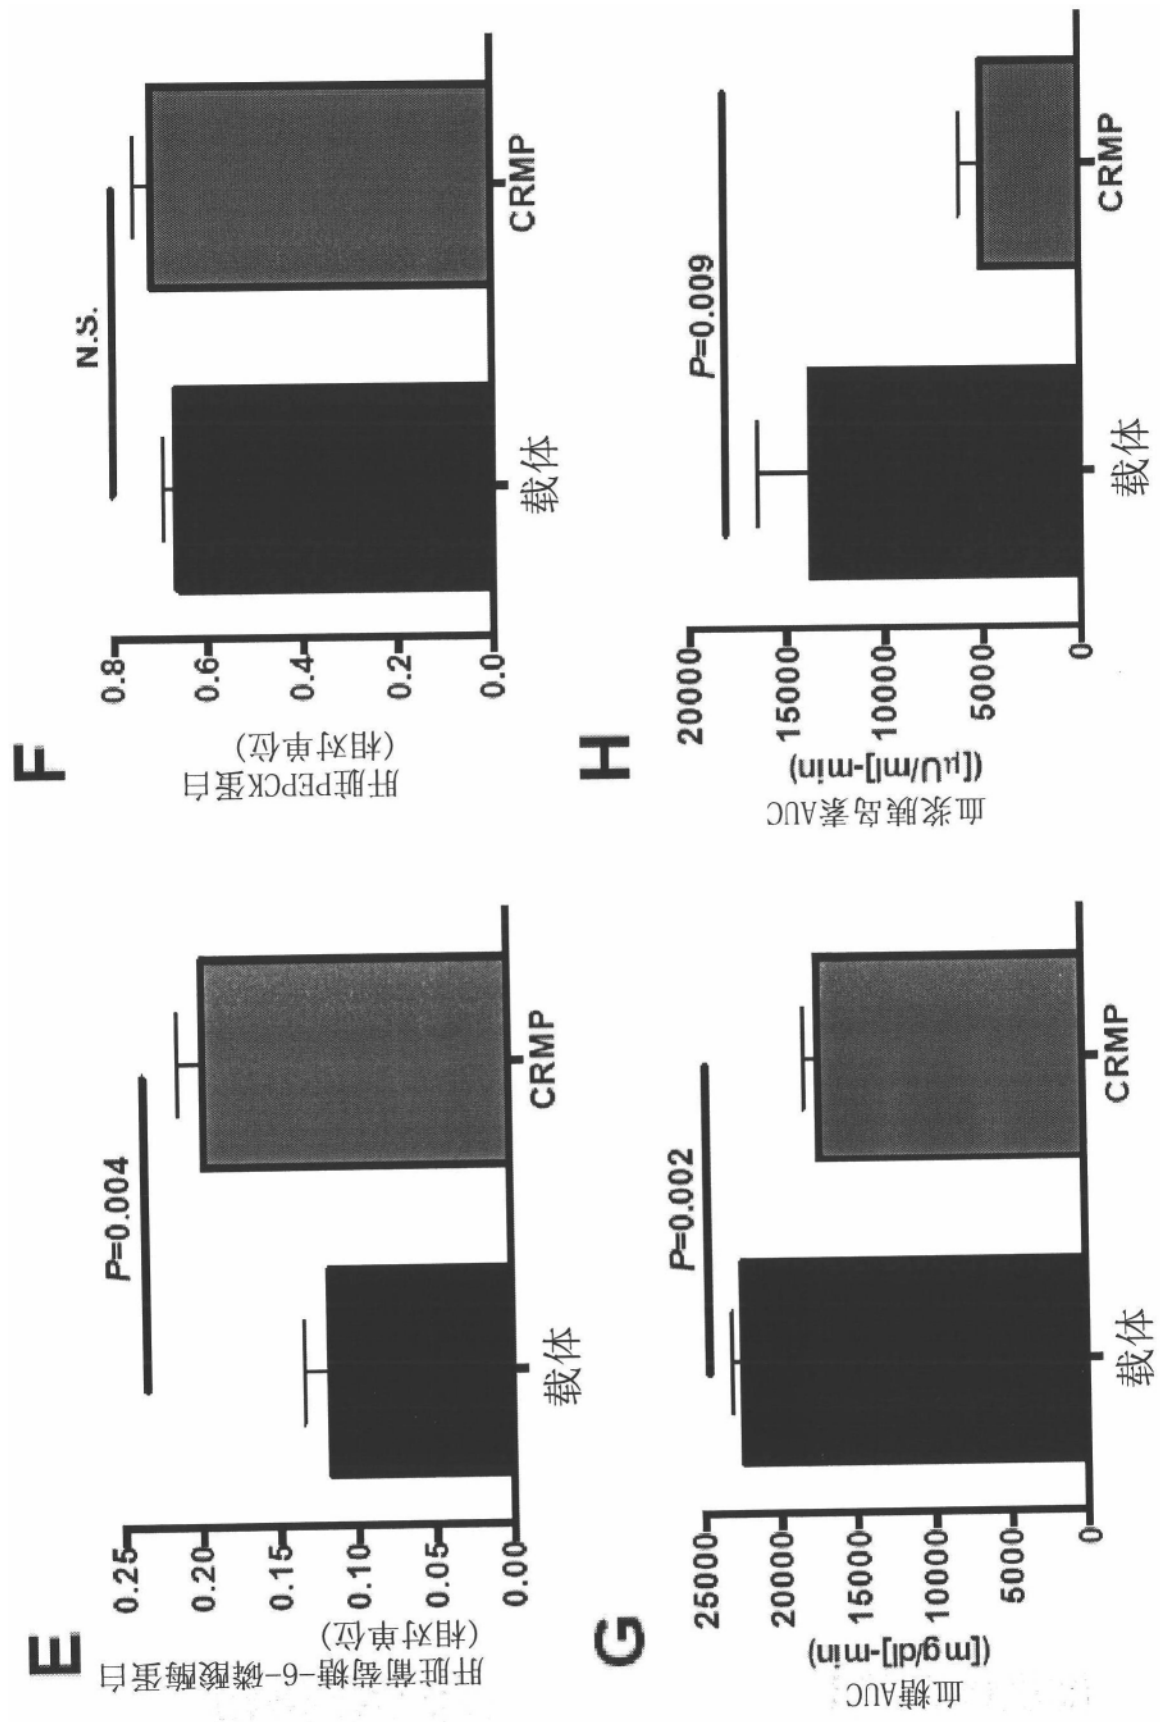 E
肝脏葡萄糖-6-磷酸酶蛋白
(相对单位)
0.25
0.20
0.15
0.10
0.05
0.00
P=0.004
载体
CRMP
F
肝脏PEPCK蛋白
(相对单位)
0.8
0.6
0.4
0.2
0.0
N.S.
载体
CRMP
G
血糖AUC
([mg/dl]-min)
25000
20000
15000
10000
5000
0
P=0.002
载体
CRMP
H
血浆胰岛素AUC
([μU/ml]-min)
20000
15000
10000
5000
0
P=0.009
载体
CRMP